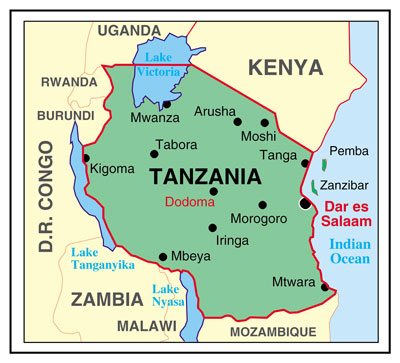 UGANDA
Lake
Victoria
KENYA
RWANDA
BURUNDI
Mwanza
Arusha
Moshi
Tabora
Kigoma
Tanga
Pemba
TANZANIA
Zanzibar
Dodoma
Dar es
Salaam
Morogoro
D.R. CONGO
Iringa
Indian
Ocean
Lake
Tanganyika
Mbeya
Mtwara
Lake
Nyasa
ZAMBIA
MALAWI
MOZAMBIQUE